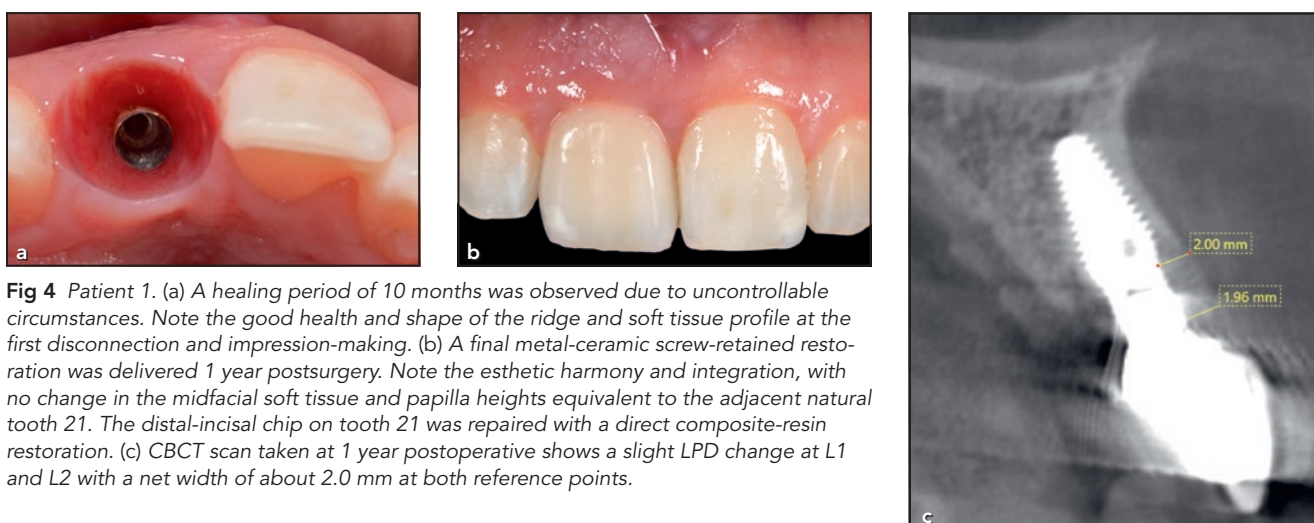 a
b
2.00 mm
1.96 mm
c
Fig 4 Patient 1. (a) A healing period of 10 months was observed due to uncontrollable
circumstances. Note the good health and shape of the ridge and soft tissue profile at the
first disconnection and impression-making. (b) A final metal-ceramic screw-retained resto-
ration was delivered 1 year postsurgery. Note the esthetic harmony and integration, with
no change in the midfacial soft tissue and papilla heights equivalent to the adjacent natural
tooth 21. The distal-incisal chip on tooth 21 was repaired with a direct composite-resin
restoration. (c) CBCT scan taken at 1 year postoperative shows a slight LPD change at L1
and L2 with a net width of about 2.0 mm at both reference points.